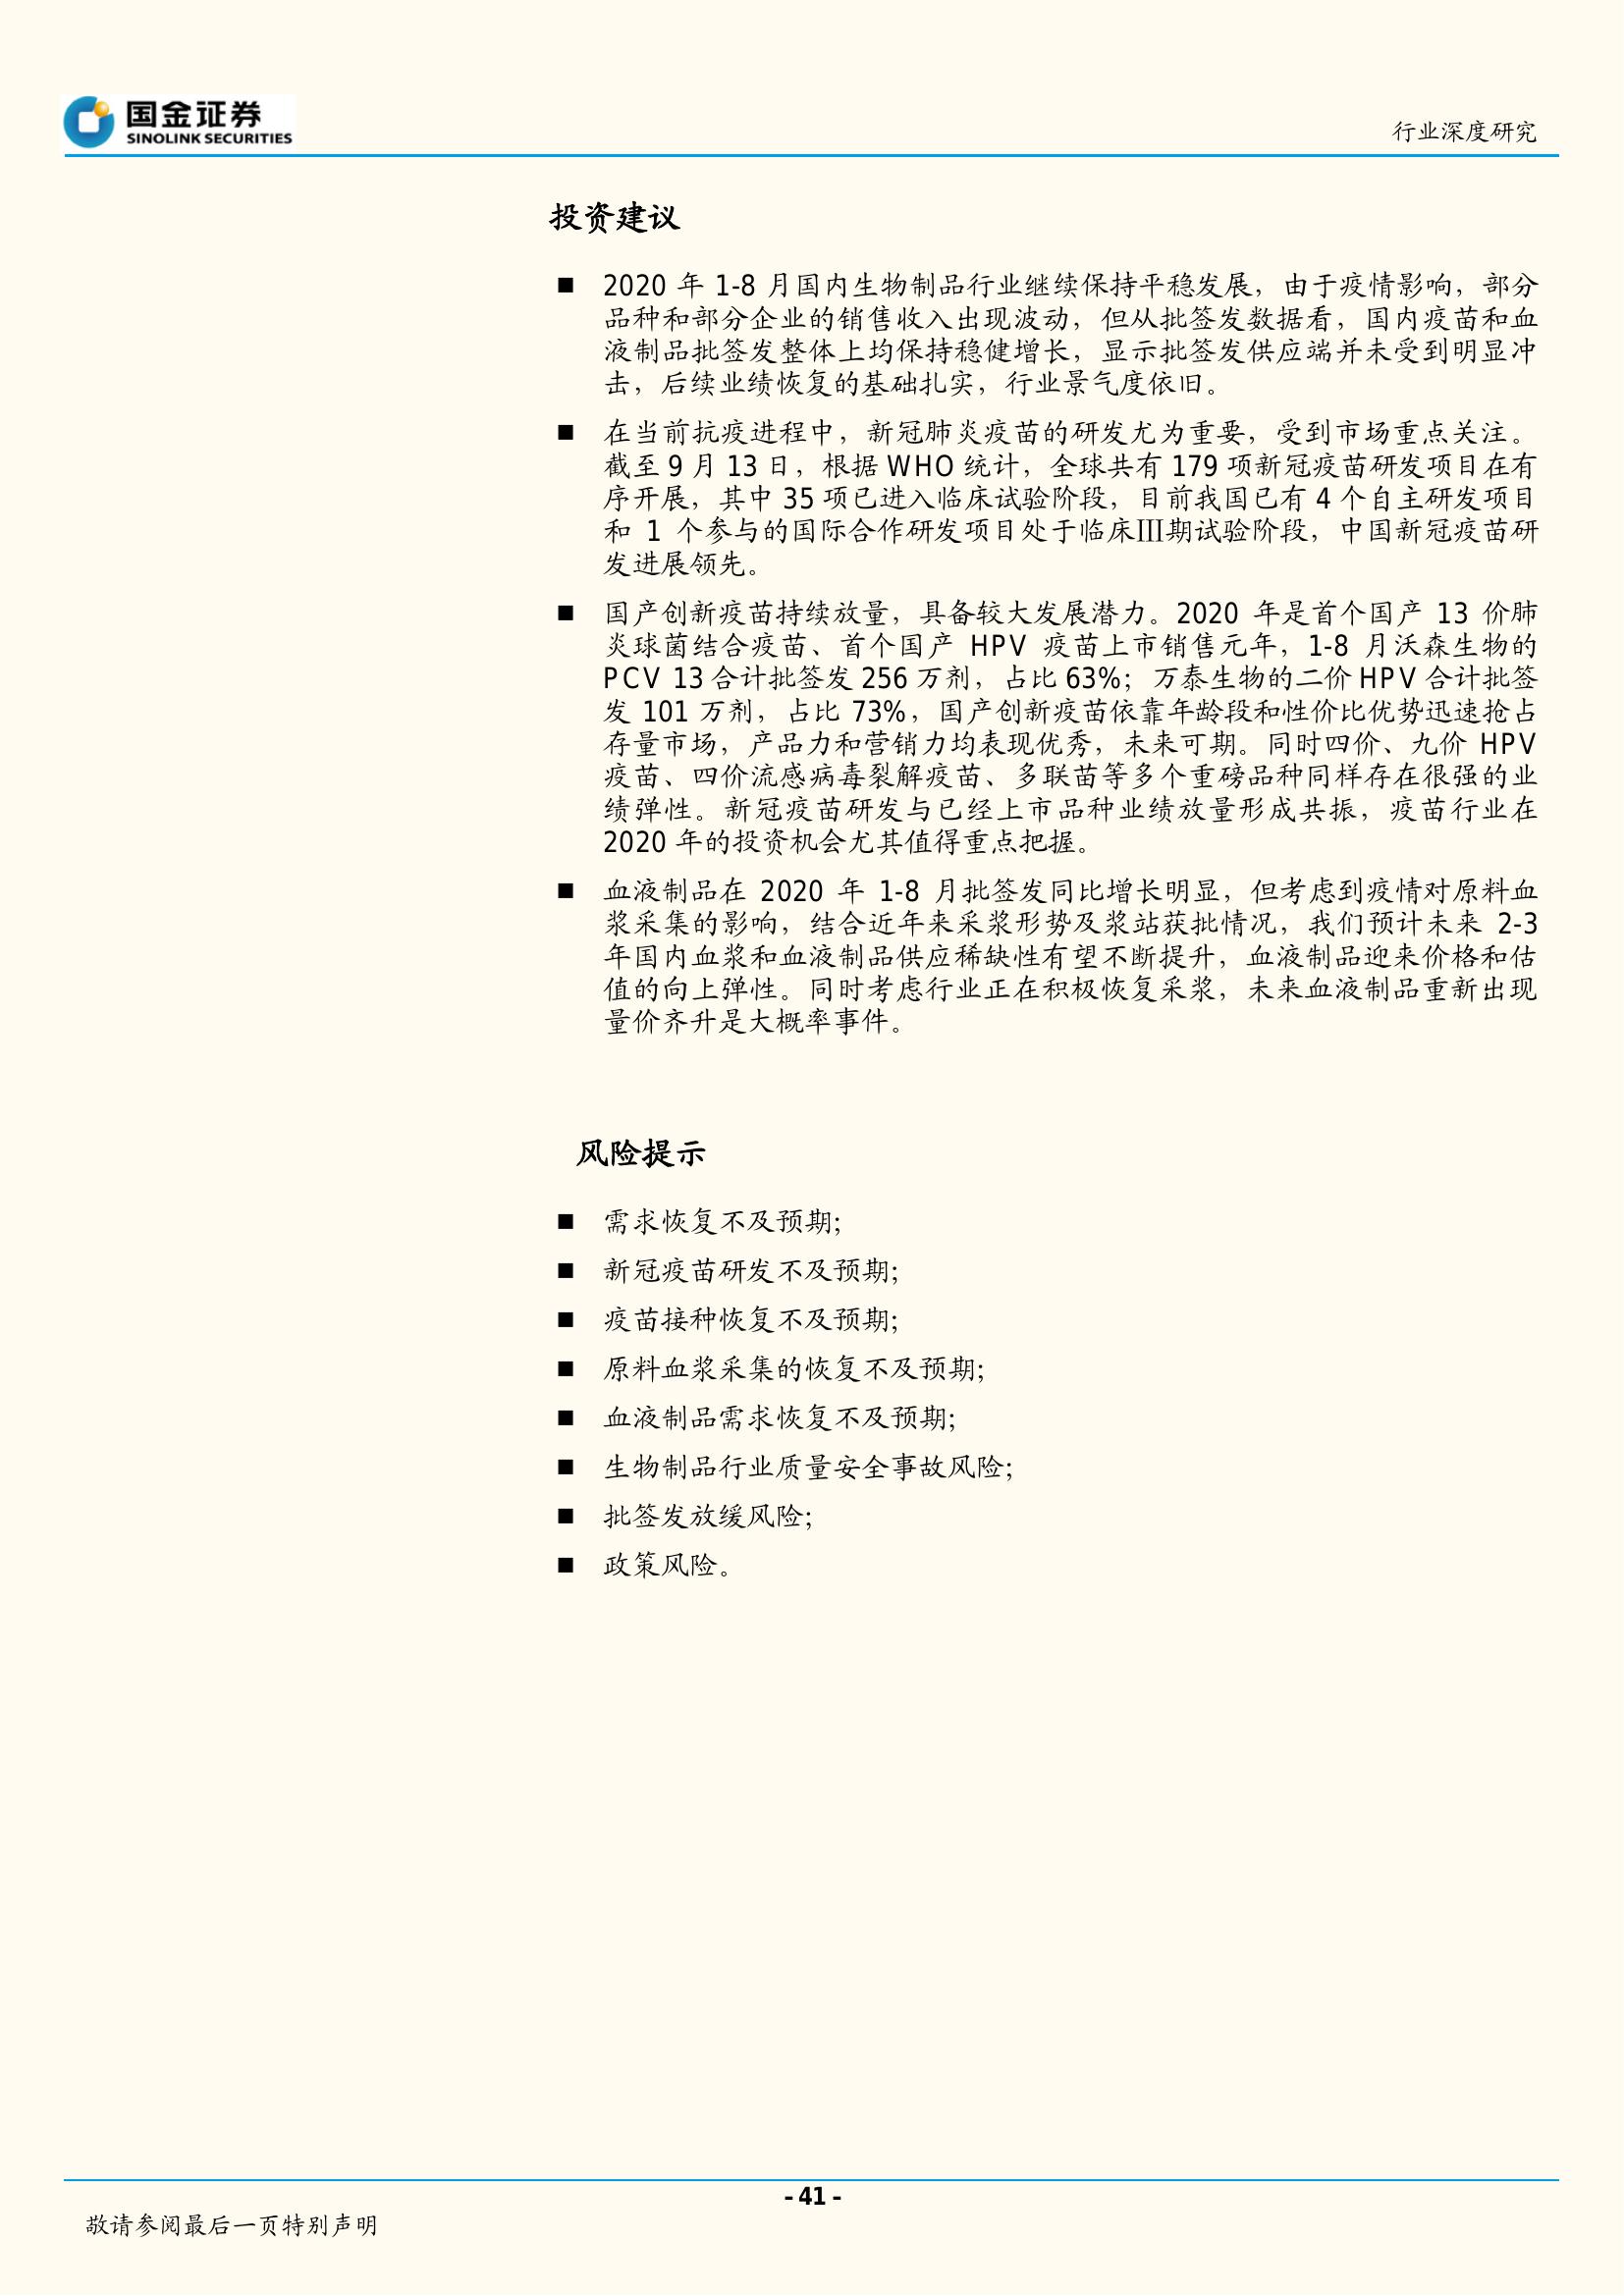 国金证券
SINOLINK SECURITIES
行业深度研究
投资建议
■ 2020 年 1-8 月国内生物制品行业继续保持平稳发展，由于疫情影响，部分
品种和部分企业的销售收入出现波动，但从批签发数据看，国内疫苗和血
液制品批签发整体上均保持稳健增长，显示批签发供应端并未受到明显冲
击，后续业绩恢复的基础扎实，行业景气度依旧。
■ 在当前抗疫进程中，新冠肺炎疫苗的研发尤为重要，受到市场重点关注。
截至 9 月 13 日，根据 WHO 统计，全球共有 179 项新冠疫苗研发项目在有
序开展，其中 35 项已进入临床试验阶段，目前我国已有 4 个自主研发项目
和 1 个参与的国际合作研发项目处于临床Ⅲ期试验阶段，中国新冠疫苗研
发进展领先。
■ 国产创新疫苗持续放量，具备较大发展潜力。2020 年是首个国产 13 价肺
炎球菌结合疫苗、首个国产 HPV 疫苗上市销售元年，1-8 月沃森生物的
PCV 13 合计批签发 256 万剂，占比 63%；万泰生物的二价 HPV 合计批签
发 101 万剂，占比 73%，国产创新疫苗依靠年龄段和性价比优势迅速抢占
存量市场，产品力和营销力均表现优秀，未来可期。同时四价、九价 HPV
疫苗、四价流感病毒裂解疫苗、多联苗等多个重磅品种同样存在很强的业
绩弹性。新冠疫苗研发与已经上市品种业绩放量形成共振，疫苗行业在
2020 年的投资机会尤其值得重点把握。
■ 血液制品在 2020 年 1-8 月批签发同比增长明显，但考虑到疫情对原料血
浆采集的影响，结合近年来采浆形势及浆站获批情况，我们预计未来 2-3
年国内血浆和血液制品供应稀缺性有望不断提升，血液制品迎来价格和估
值的向上弹性。同时考虑行业正在积极恢复采浆，未来血液制品重新出现
量价齐升是大概率事件。
风险提示
■ 需求恢复不及预期；
■ 新冠疫苗研发不及预期；
■ 疫苗接种恢复不及预期；
■ 原料血浆采集的恢复不及预期；
■ 血液制品需求恢复不及预期；
■ 生物制品行业质量安全事故风险；
■ 批签发放缓风险；
■ 政策风险。
- 41 -
敬请参阅最后一页特别声明